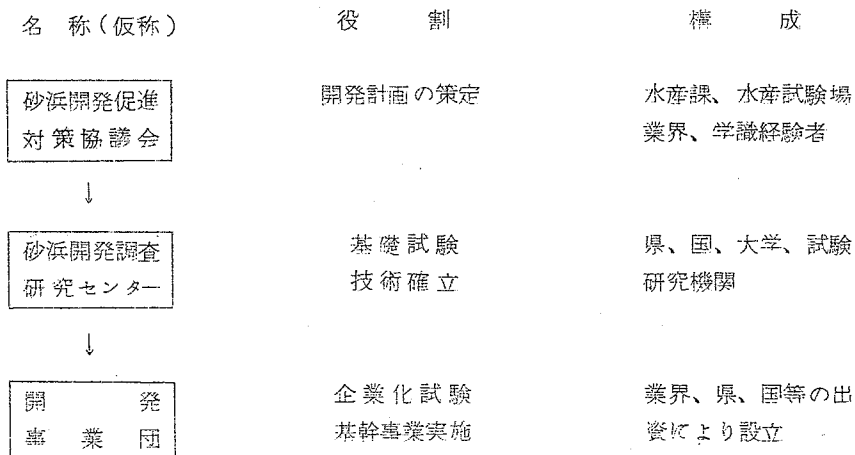 名 称(仮称) 役 割 構 成
砂浜開発促進 開発計画の策定 水産課、水産試験場
対策協議会 業界、学識経験者
↓
砂浜開発調査 基礎試験 県、国、大学、試験
研究センター 技術確立 研究機関
↓
開 発 企業化試験 業界、県、国等の出
事 業 団 基幹事業実施 資により設立